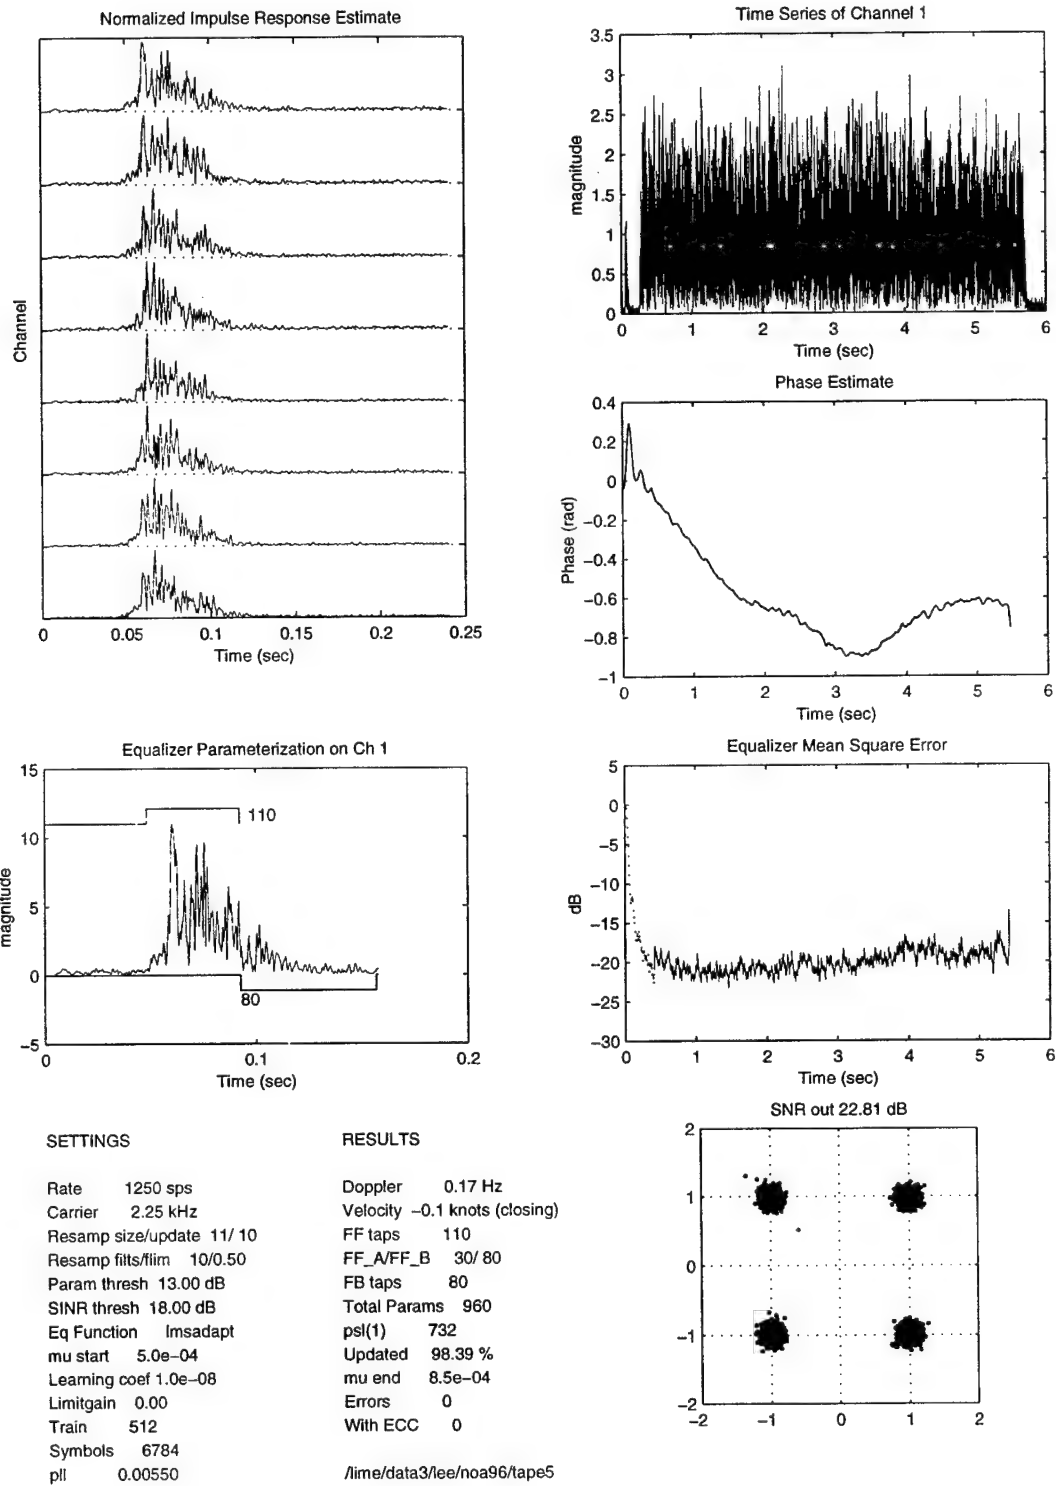 Normalized Impulse Response Estimate
Channel
0 0.05 0.1 0.15 0.2 0.25
Time (sec)
Time Series of Channel 1
3.5
3
2.5
2
1.5
1
0.5
0
magnitude
0 1 2 3 4 5 6
Time (sec)
Phase Estimate
0.4
0.2
0
−0.2
−0.4
−0.6
−0.8
−1
Phase (rad)
0 1 2 3 4 5 6
Time (sec)
Equalizer Parameterization on Ch 1
15
10
5
0
−5
magnitude
110
80
0 0.1 0.2
Time (sec)
Equalizer Mean Square Error
5
0
−5
−10
−15
−20
−25
−30
dB
0 1 2 3 4 5 6
Time (sec)
SETTINGS
Rate 1250 sps
Carrier 2.25 kHz
Resamp size/update 11/ 10
Resamp filts/flim 10/0.50
Param thresh 13.00 dB
SINR thresh 18.00 dB
Eq Function lmsadapt
mu start 5.0e−04
Learning coef 1.0e−08
Limitgain 0.00
Train 512
Symbols 6784
pll 0.00550
RESULTS
Doppler 0.17 Hz
Velocity −0.1 knots (closing)
FF taps 110
FF_A/FF_B 30/ 80
FB taps 80
Total Params 960
psl(1) 732
Updated 98.39 %
mu end 8.5e−04
Errors 0
With ECC 0
/lime/data3/lee/noa96/tape5
SNR out 22.81 dB
2
1
0
−1
−2
−2 −1 0 1 2